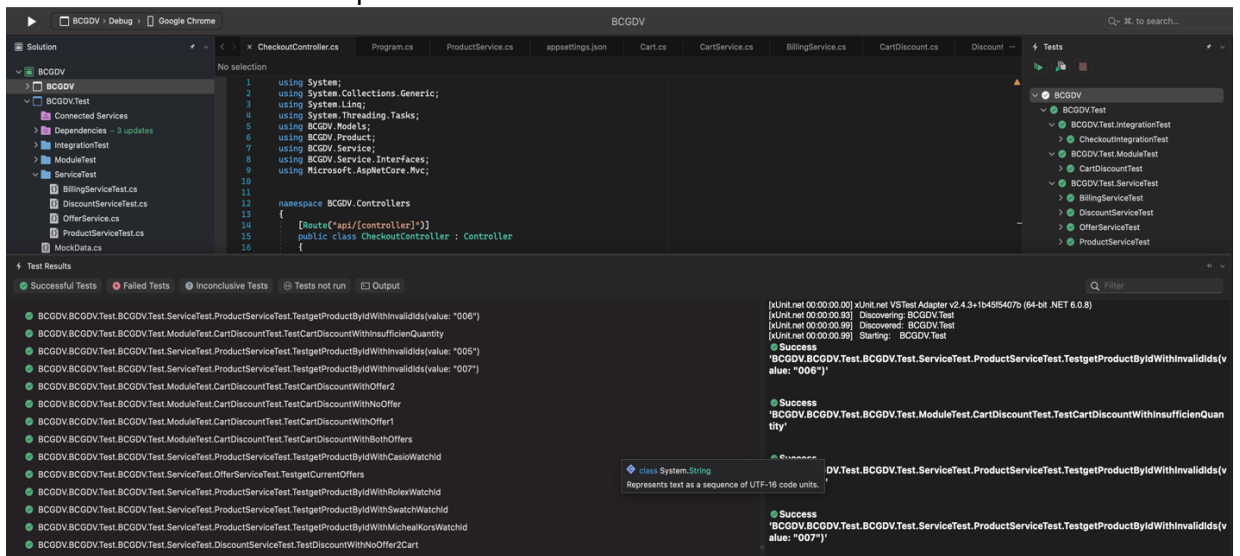 BCGDV › Debug › Google Chrome
BCGDV
⌘. to search...
Solution
BCGDV
BCGDV
BCGDV.Test
Connected Services
Dependencies – 3 updates
IntegrationTest
ModuleTest
ServiceTest
BillingServiceTest.cs
DiscountServiceTest.cs
OfferService.cs
ProductServiceTest.cs
MockData.cs
CheckoutController.cs Program.cs ProductService.cs appsettings.json Cart.cs CartService.cs BillingService.cs CartDiscount.cs Discount
No selection
1 using System;
2 using System.Collections.Generic;
3 using System.Linq;
4 using System.Threading.Tasks;
5 using BCGDV.Models;
6 using BCGDV.Product;
7 using BCGDV.Service;
8 using BCGDV.Service.Interfaces;
9 using Microsoft.AspNetCore.Mvc;
10
11
12 namespace BCGDV.Controllers
13 {
14 [Route("api/[controller]")]
15 public class CheckoutController : Controller
16 {
Tests
BCGDV
BCGDV.Test
BCGDV.Test.IntegrationTest
CheckoutIntegrationTest
BCGDV.Test.ModuleTest
CartDiscountTest
BCGDV.Test.ServiceTest
BillingServiceTest
DiscountServiceTest
OfferServiceTest
ProductServiceTest
Test Results
Successful Tests Failed Tests Inconclusive Tests Tests not run Output
Filter
BCGDV.BCGDV.Test.BCGDV.Test.ServiceTest.ProductServiceTest.TestgetProductByIdWithInvalidIds(value: "006")
BCGDV.BCGDV.Test.BCGDV.Test.ModuleTest.CartDiscountTest.TestCartDiscountWithInsufficienQuantity
BCGDV.BCGDV.Test.BCGDV.Test.ServiceTest.ProductServiceTest.TestgetProductByIdWithInvalidIds(value: "005")
BCGDV.BCGDV.Test.BCGDV.Test.ServiceTest.ProductServiceTest.TestgetProductByIdWithInvalidIds(value: "007")
BCGDV.BCGDV.Test.BCGDV.Test.ModuleTest.CartDiscountTest.TestCartDiscountWithOffer2
BCGDV.BCGDV.Test.BCGDV.Test.ModuleTest.CartDiscountTest.TestCartDiscountWithNoOffer
BCGDV.BCGDV.Test.BCGDV.Test.ModuleTest.CartDiscountTest.TestCartDiscountWithOffer1
BCGDV.BCGDV.Test.BCGDV.Test.ModuleTest.CartDiscountTest.TestCartDiscountWithBothOffers
BCGDV.BCGDV.Test.BCGDV.Test.ServiceTest.ProductServiceTest.TestgetProductByIdWithCasioWatchId
BCGDV.BCGDV.Test.BCGDV.Test.ServiceTest.OfferServiceTest.TestgetCurrentOffers
BCGDV.BCGDV.Test.BCGDV.Test.ServiceTest.ProductServiceTest.TestgetProductByIdWithRolexWatchId
BCGDV.BCGDV.Test.BCGDV.Test.ServiceTest.ProductServiceTest.TestgetProductByIdWithSwatchWatchId
BCGDV.BCGDV.Test.BCGDV.Test.ServiceTest.ProductServiceTest.TestgetProductByIdWithMichealKorsWatchId
BCGDV.BCGDV.Test.BCGDV.Test.ServiceTest.DiscountServiceTest.TestDiscountWithNoOffer2Cart
class System.String
Represents text as a sequence of UTF-16 code units.
[xUnit.net 00:00:00.00] xUnit.net VSTest Adapter v2.4.3+1b45f5407b (64-bit .NET 6.0.8)
[xUnit.net 00:00:00.93] Discovering: BCGDV.Test
[xUnit.net 00:00:00.99] Discovered: BCGDV.Test
[xUnit.net 00:00:00.99] Starting: BCGDV.Test
Success
'BCGDV.BCGDV.Test.BCGDV.Test.ServiceTest.ProductServiceTest.TestgetProductByIdWithInvalidIds(v
alue: "006")'
Success
'BCGDV.BCGDV.Test.BCGDV.Test.ModuleTest.CartDiscountTest.TestCartDiscountWithInsufficienQuan
tity'
DV.Test.BCGDV.Test.ServiceTest.ProductServiceTest.TestgetProductByIdWithInvalidIds(v
Success
'BCGDV.BCGDV.Test.BCGDV.Test.ServiceTest.ProductServiceTest.TestgetProductByIdWithInvalidIds(v
alue: "007")'